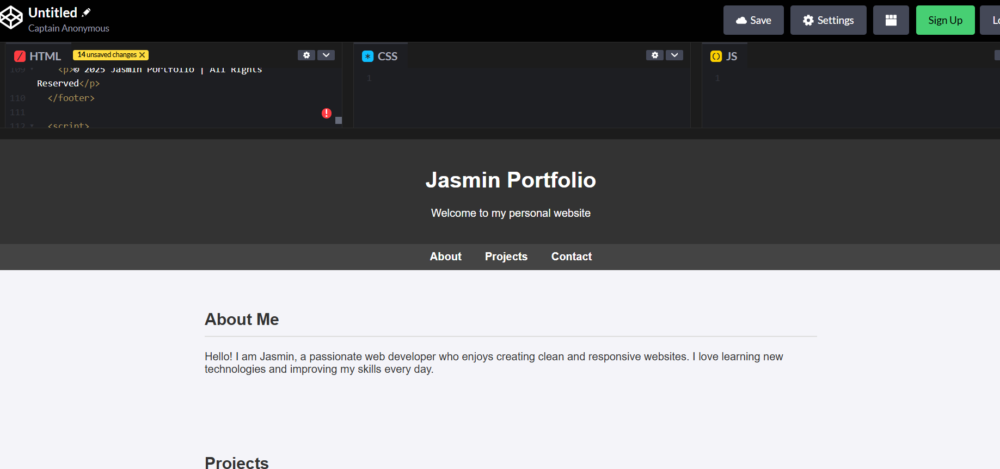 Untitled
Captain Anonymous
Save
Settings
Sign Up
Lo
HTML
14 unsaved changes
CSS
JS
109 <p>© 2025 Jasmin Portfolio | All Rights
Reserved</p>
110 </footer>
111
112 <script>
1
1
Jasmin Portfolio
Welcome to my personal website
About Projects Contact
About Me
Hello! I am Jasmin, a passionate web developer who enjoys creating clean and responsive websites. I love learning new
technologies and improving my skills every day.
Projects